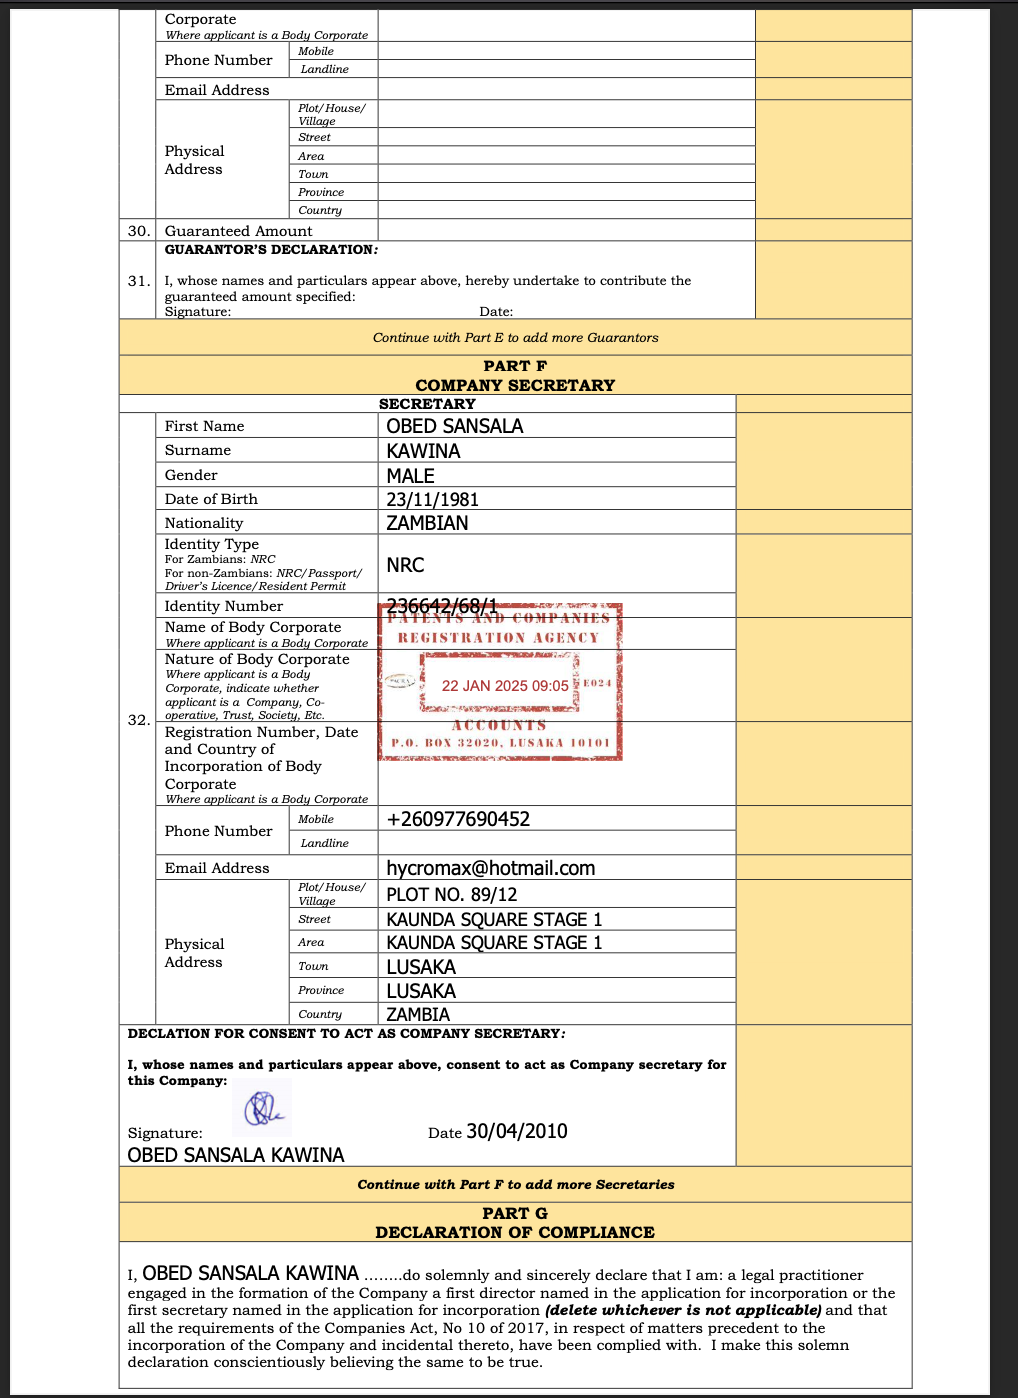 Corporate
Where applicant is a Body Corporate
Phone Number
Mobile
Landline
Email Address
Physical Address
Plot/House/
Village
Street
Area
Town
Province
Country
30. Guaranteed Amount
GUARANTOR'S DECLARATION:
31. I, whose names and particulars appear above, hereby undertake to contribute the
guaranteed amount specified:
Signature: Date:
Continue with Part E to add more Guarantors
PART F
COMPANY SECRETARY
SECRETARY
32.
First Name OBED SANSALA
Surname KAWINA
Gender MALE
Date of Birth 23/11/1981
Nationality ZAMBIAN
Identity Type
For Zambians: NRC
For non-Zambians: NRC/Passport/
Driver's Licence/Resident Permit
NRC
Identity Number 236642/68/1
Name of Body Corporate
Where applicant is a Body Corporate
Nature of Body Corporate
Where applicant is a Body
Corporate, indicate whether
applicant is a Company, Co-
operative, Trust, Society, Etc.
Registration Number, Date
and Country of
Incorporation of Body
Corporate
Where applicant is a Body Corporate
PATENTS AND COMPANIES
REGISTRATION AGENCY
22 JAN 2025 09:05 E024
ACCOUNTS
P.O. BOX 32020, LUSAKA 10101
Phone Number
Mobile +260977690452
Landline
Email Address hycromax@hotmail.com
Physical
Address
Plot/House/
Village
PLOT NO. 89/12
Street KAUNDA SQUARE STAGE 1
Area KAUNDA SQUARE STAGE 1
Town LUSAKA
Province LUSAKA
Country ZAMBIA
DECLATION FOR CONSENT TO ACT AS COMPANY SECRETARY:
I, whose names and particulars appear above, consent to act as Company secretary for
this Company:
Signature: Date 30/04/2010
OBED SANSALA KAWINA
Continue with Part F to add more Secretaries
PART G
DECLARATION OF COMPLIANCE
I, OBED SANSALA KAWINA ........do solemnly and sincerely declare that I am: a legal practitioner
engaged in the formation of the Company a first director named in the application for incorporation or the
first secretary named in the application for incorporation (delete whichever is not applicable) and that
all the requirements of the Companies Act, No 10 of 2017, in respect of matters precedent to the
incorporation of the Company and incidental thereto, have been complied with. I make this solemn
declaration conscientiously believing the same to be true.